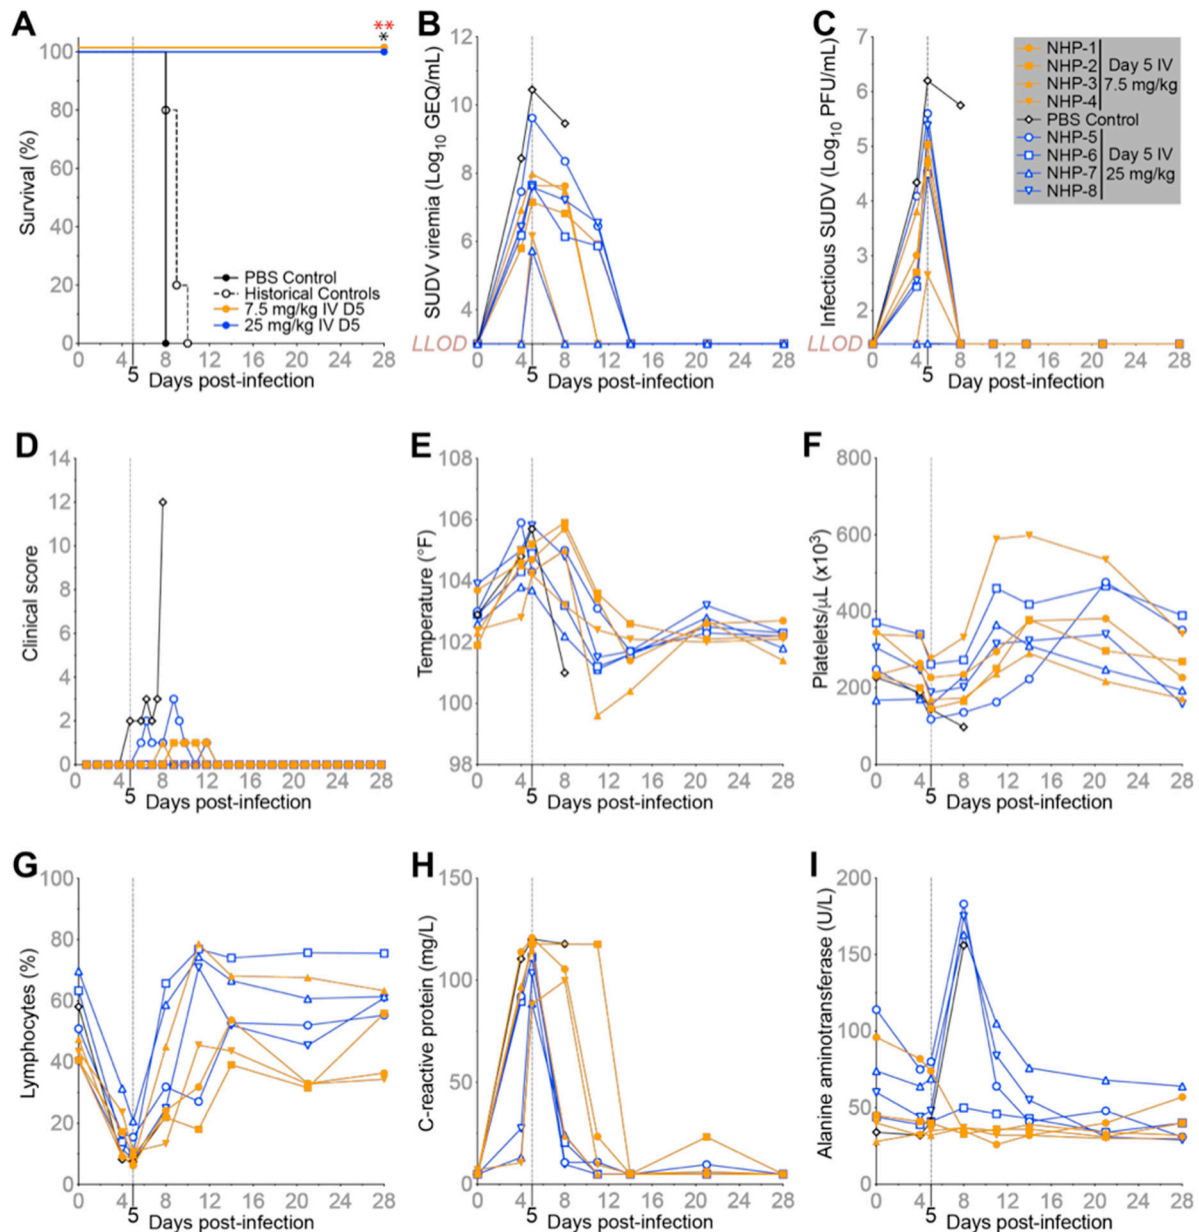 A
**
*
100
80
60
40
20
0
Survival (%)
PBS Control
Historical Controls
7.5 mg/kg IV D5
25 mg/kg IV D5
0 4 8 12 16 20 24 28
5
Days post-infection
B
12
10
8
6
4
LLOD
SUDV viremia (Log10 GEQ/mL)
0 4 8 12 16 20 24 28
5
Days post-infection
C
7
6
5
4
3
2
LLOD
Infectious SUDV (Log10 PFU/mL)
NHP-1
NHP-2
NHP-3
NHP-4
Day 5 IV
7.5 mg/kg
PBS Control
NHP-5
NHP-6
NHP-7
NHP-8
Day 5 IV
25 mg/kg
0 4 8 12 16 20 24 28
5
Day post-infection
D
14
12
10
8
6
4
2
0
Clinical score
0 4 8 12 16 20 24 28
5
Days post-infection
E
108
106
104
102
100
98
Temperature (°F)
0 4 8 12 16 20 24 28
5
Days post-infection
F
800
600
400
200
0
Platelets/µL (x10³)
0 4 8 12 16 20 24 28
5
Days post-infection
G
100
80
60
40
20
0
Lymphocytes (%)
0 4 8 12 16 20 24 28
5
Days post-infection
H
150
100
50
0
C-reactive protein (mg/L)
0 4 8 12 16 20 24 28
5
Days post-infection
I
200
150
100
50
0
Alanine aminotransferase (U/L)
0 4 8 12 16 20 24 28
5
Days post-infection